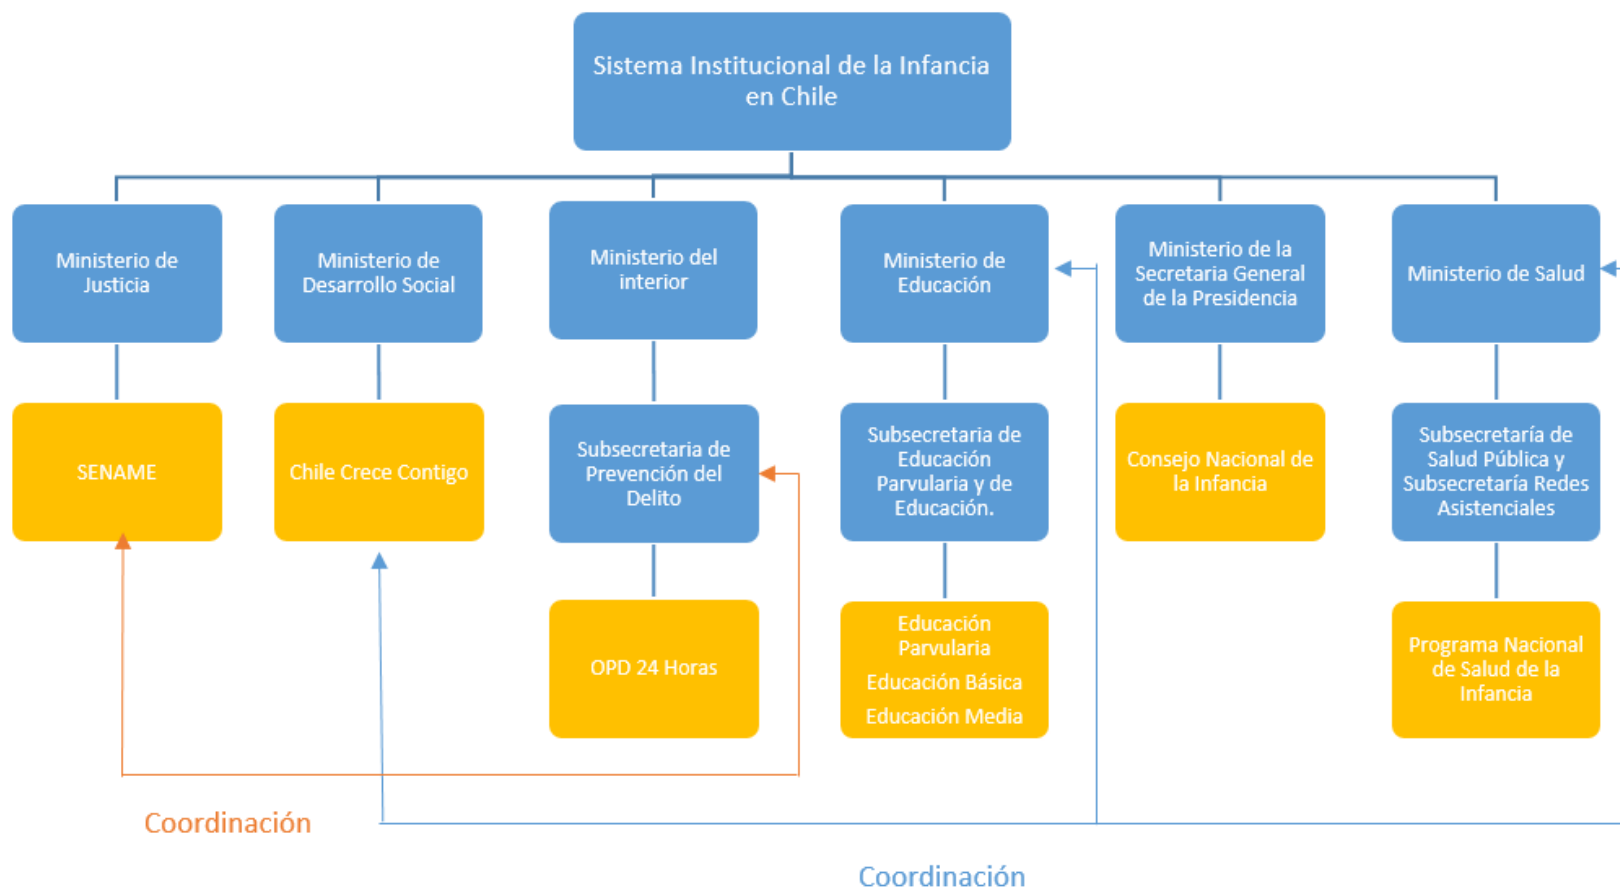 Sistema Institucional de la Infancia
en Chile
Ministerio de
Justicia
Ministerio de
Desarrollo Social
Ministerio del
interior
Ministerio de
Educación
Ministerio de la
Secretaria General
de la Presidencia
Ministerio de Salud
SENAME
Chile Crece Contigo
Subsecretaria de
Prevención del
Delito
Subsecretaria de
Educación
Parvularia y de
Educación.
Consejo Nacional de
la Infancia
Subsecretaría de
Salud Pública y
Subsecretaría Redes
Asistenciales
OPD 24 Horas
Educación
Parvularia
Educación Básica
Educación Media
Programa Nacional
de Salud de la
Infancia
Coordinación
Coordinación